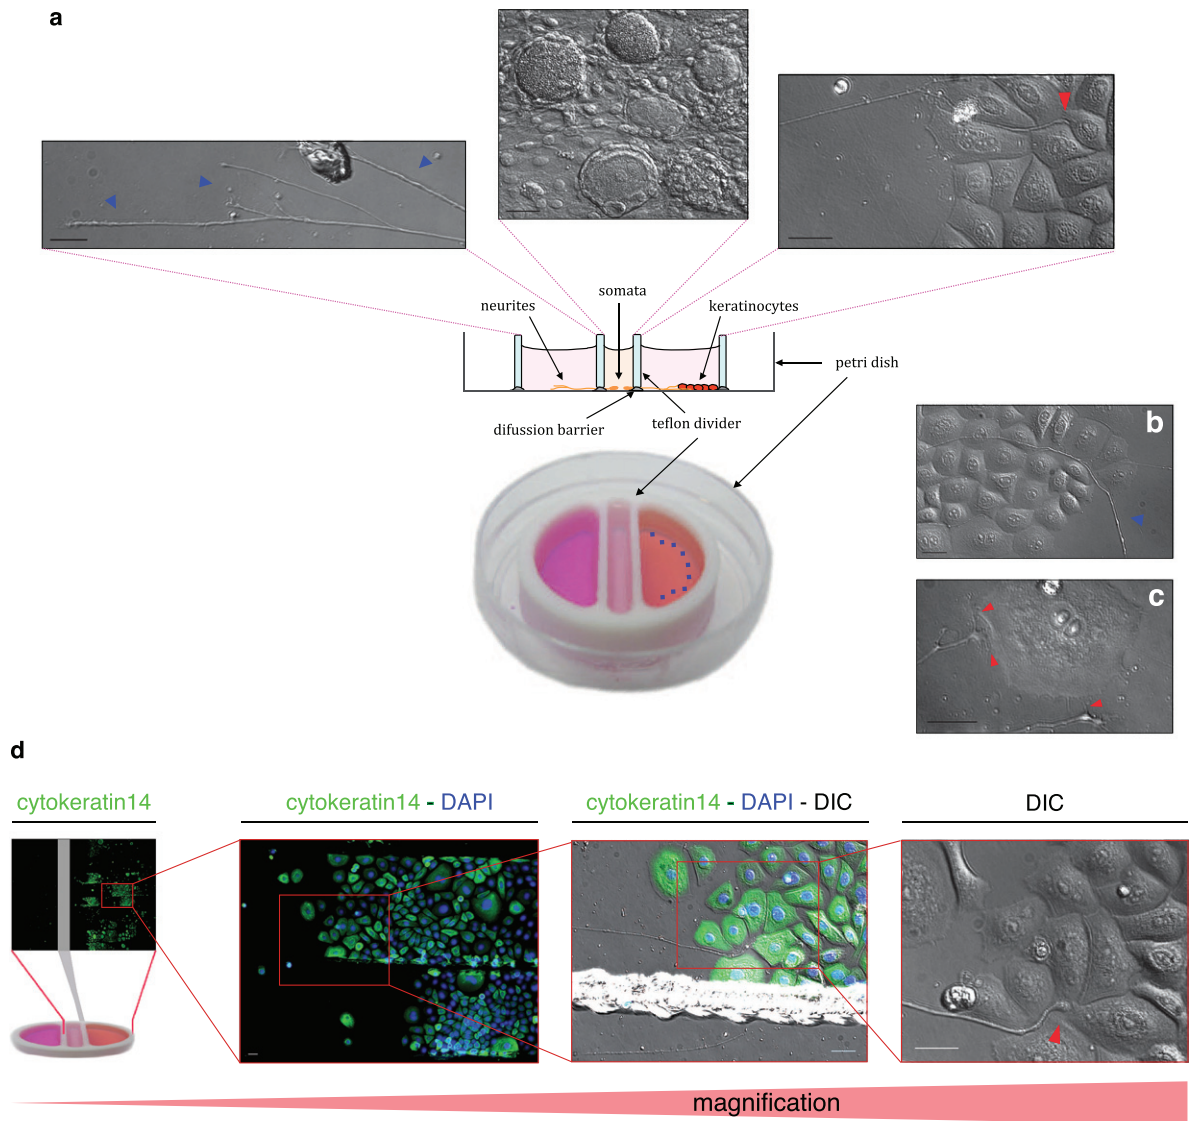 a
somata
neurites
keratinocytes
petri dish
difussion barrier
teflon divider
b
c
d
cytokeratin14
cytokeratin14 - DAPI
cytokeratin14 - DAPI - DIC
DIC
magnification